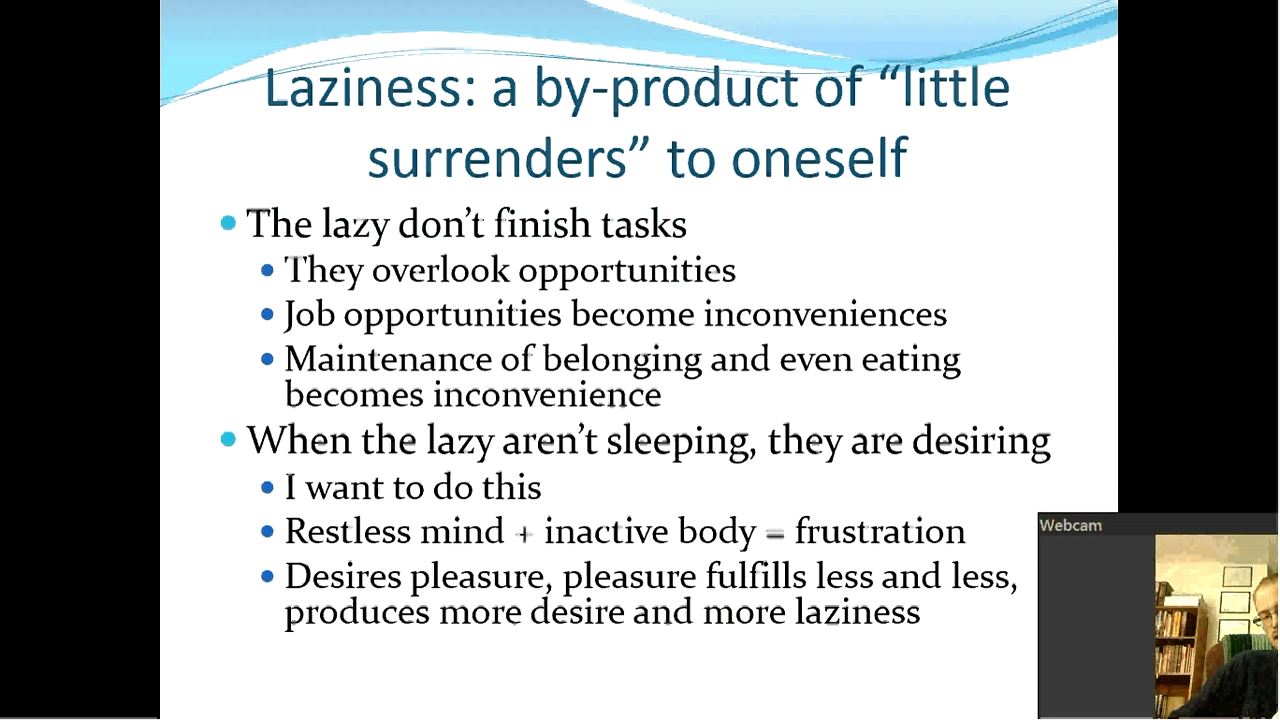 Laziness: a by-product of “little
surrenders” to oneself
The lazy don’t finish tasks
They overlook opportunities
Job opportunities become inconveniences
Maintenance of belonging and even eating
becomes inconvenience
When the lazy aren’t sleeping, they are desiring
I want to do this
Restless mind + inactive body = frustration
Desires pleasure, pleasure fulfills less and less,
produces more desire and more laziness
Webcam